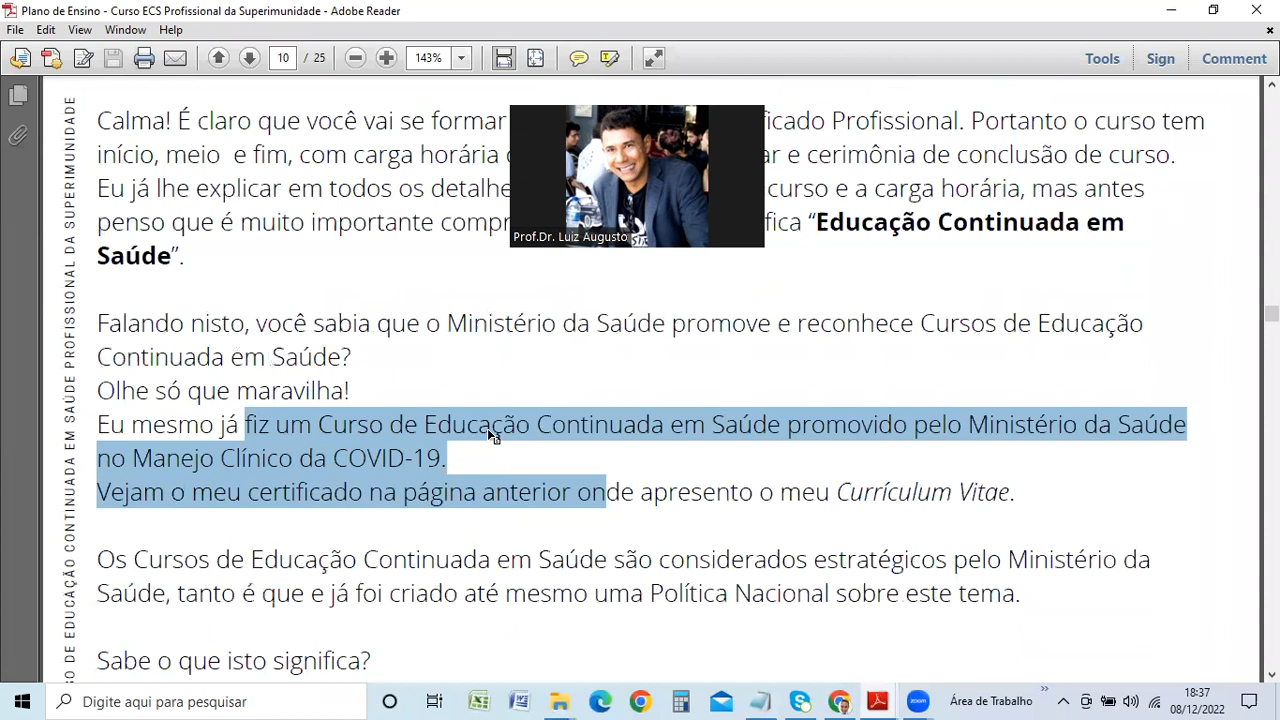 Plano de Ensino - Curso ECS Profissional da Superimunidade - Adobe Reader
File Edit View Window Help
10 / 25 143% Tools Sign Comment
DE EDUCAÇÃO CONTINUADA EM SAÚDE PROFISSIONAL DA SUPERIMUNIDADE
Calma! É claro que você vai se formar ficado Profissional. Portanto o curso tem
início, meio e fim, com carga horária ar e cerimônia de conclusão de curso.
Eu já lhe explicar em todos os detalhe curso e a carga horária, mas antes
penso que é muito importante compr fica “Educação Continuada em
Saúde”.
Prof.Dr. Luiz Augusto
Falando nisto, você sabia que o Ministério da Saúde promove e reconhece Cursos de Educação
Continuada em Saúde?
Olhe só que maravilha!
Eu mesmo já fiz um Curso de Educação Continuada em Saúde promovido pelo Ministério da Saúde
no Manejo Clínico da COVID-19.
Vejam o meu certificado na página anterior onde apresento o meu Currículum Vitae.
Os Cursos de Educação Continuada em Saúde são considerados estratégicos pelo Ministério da
Saúde, tanto é que e já foi criado até mesmo uma Política Nacional sobre este tema.
Sabe o que isto significa?
Digite aqui para pesquisar
zoom
Área de Trabalho
18:37
08/12/2022